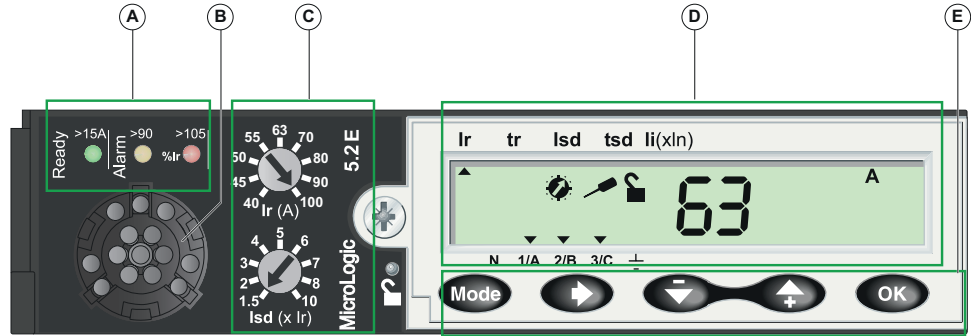 A B C D E
Ready >15A Alarm >90 %Ir >105
40 45 50 55 63 70 80 90 100
Ir (A)
1.5 2 3 4 5 6 7 8 10
Isd (x Ir)
MicroLogic 5.2 E
Ir tr Isd tsd Ii(xIn)
63 A
N 1/A 2/B 3/C
Mode OK